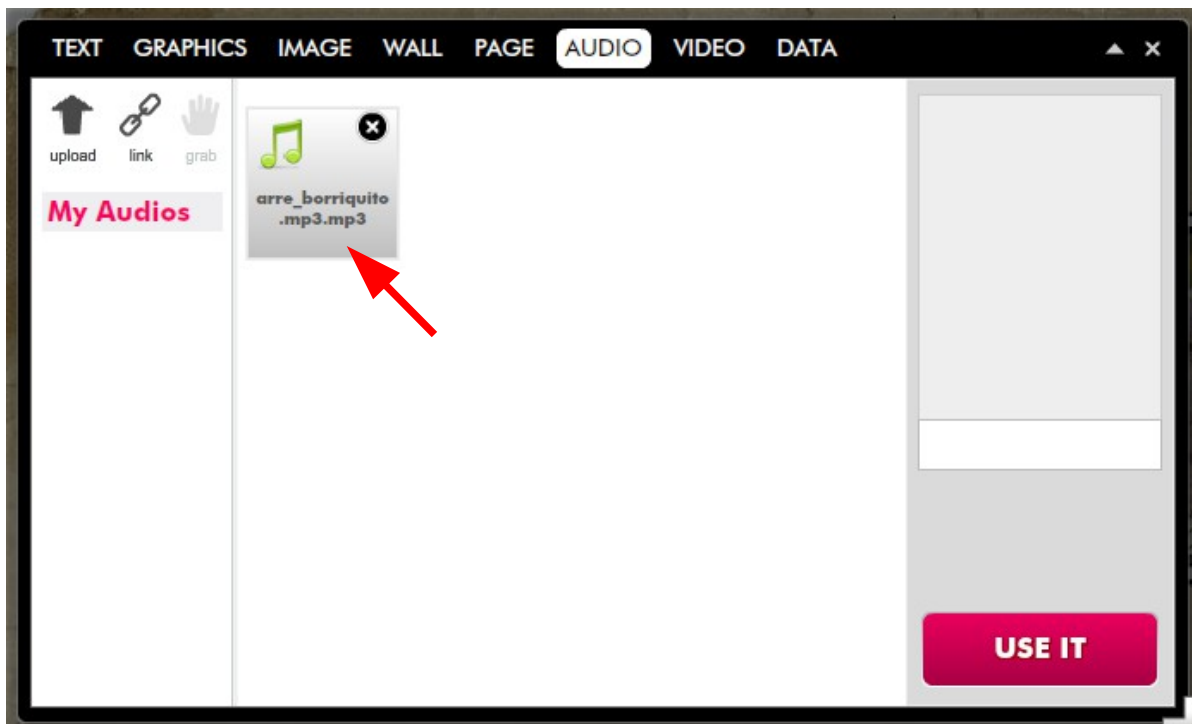 TEXT GRAPHICS IMAGE WALL PAGE AUDIO VIDEO DATA
upload link grab
My Audios
arre_borriquito
.mp3.mp3
USE IT